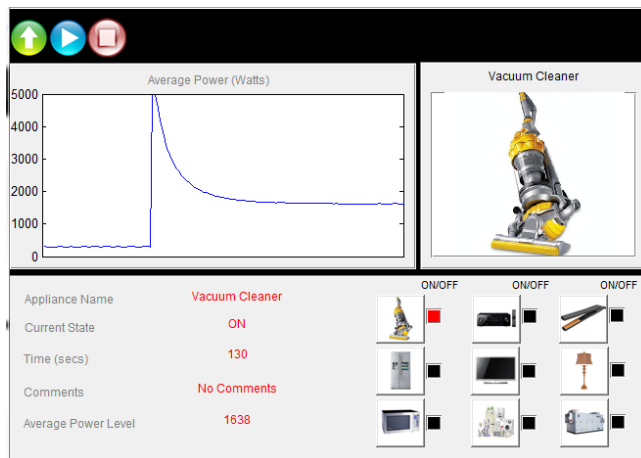 Average Power (Watts)
Vacuum Cleaner
5000
4000
3000
2000
1000
0
ON/OFF ON/OFF ON/OFF
Appliance Name Vacuum Cleaner
Current State ON
Time (secs) 130
Comments No Comments
Average Power Level 1638